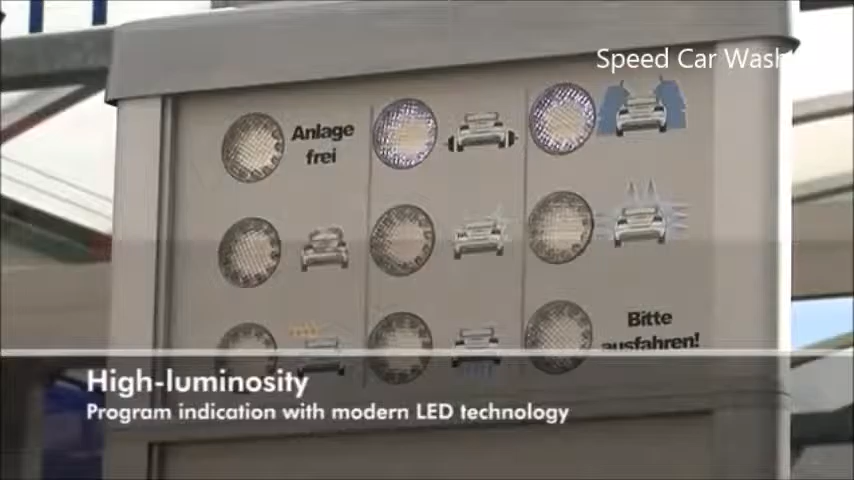 Speed Car Wash
Anlage
frei
Bitte
ausfahren!
High-luminosity
Program indication with modern LED technology